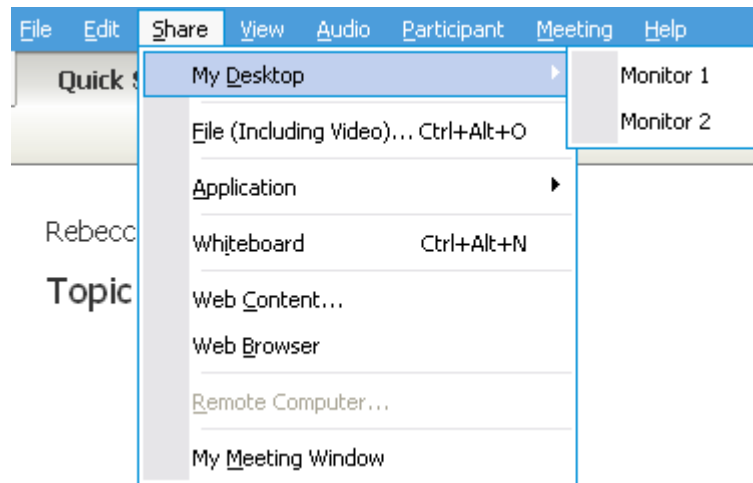 File Edit Share View Audio Participant Meeting Help
Quick
My Desktop
Monitor 1
Monitor 2
File (Including Video)... Ctrl+Alt+O
Application
Rebecc
Whiteboard Ctrl+Alt+N
Topic
Web Content...
Web Browser
Remote Computer...
My Meeting Window